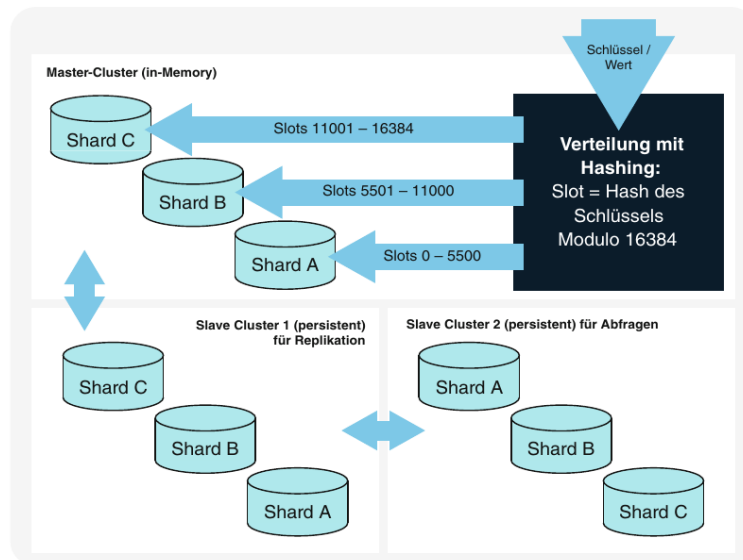 Schlüssel /
Wert
Master-Cluster (in-Memory)
Shard C
Slots 11001 – 16384
Shard B
Slots 5501 – 11000
Shard A
Slots 0 – 5500
Verteilung mit
Hashing:
Slot = Hash des
Schlüssels
Modulo 16384
Slave Cluster 1 (persistent)
für Replikation
Shard C
Shard B
Shard A
Slave Cluster 2 (persistent) für Abfragen
Shard A
Shard B
Shard C